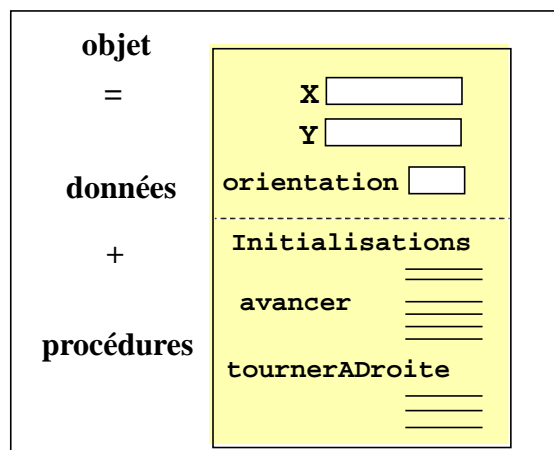 objet
=
données
+
procédures
X
Y
orientation
Initialisations
avancer
tournerADroite